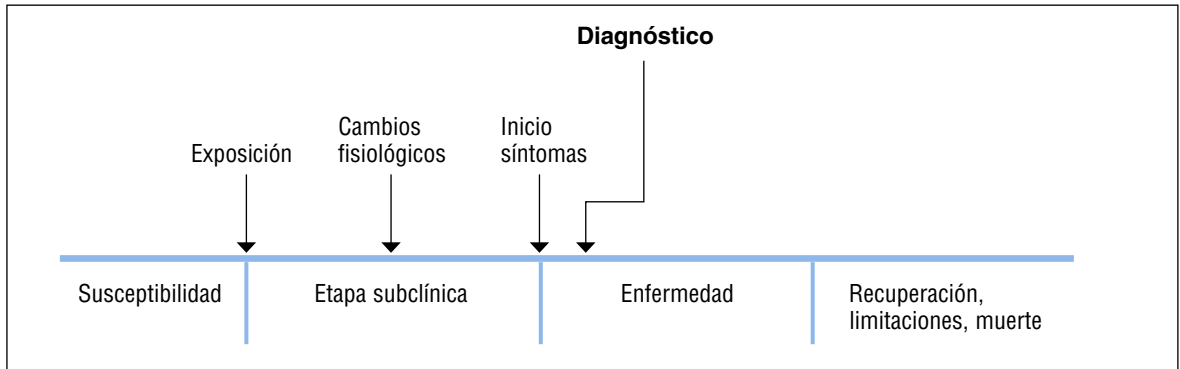 Diagnóstico
Exposición
Cambios
fisiológicos
Inicio
síntomas
Susceptibilidad
Etapa subclínica
Enfermedad
Recuperación,
limitaciones, muerte